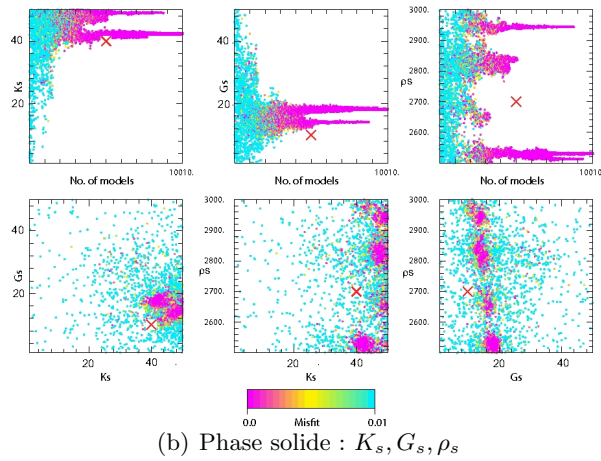 40
20
Ks
No. of models
10010.
40
20
Gs
No. of models
10010.
3000.
2900.
2800.
2700.
2600.
ρs
No. of models
10010.
40
20
Gs
20
40
Ks
3000.
2900.
2800.
2700.
2600.
ρs
20
40
Ks
3000.
2900.
2800.
2700.
2600.
ρs
20
40
Gs
0.0
Misfit
0.01
(b) Phase solide : Kₛ, Gₛ, ρₛ